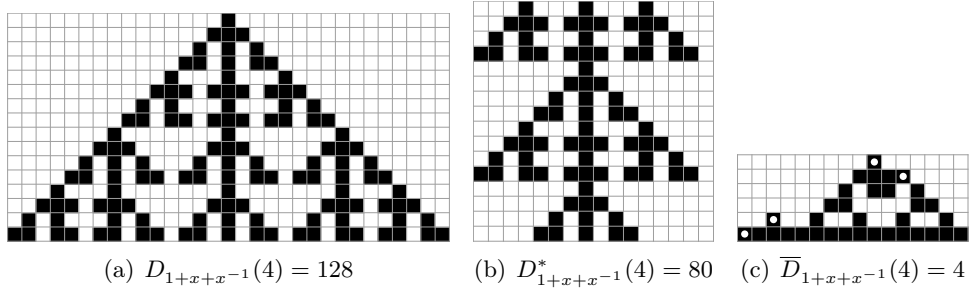 (a) $D_{1+x+x^{-1}}(4) = 128$
(b) $D^{*}_{1+x+x^{-1}}(4) = 80$
(c) $\overline{D}_{1+x+x^{-1}}(4) = 4$